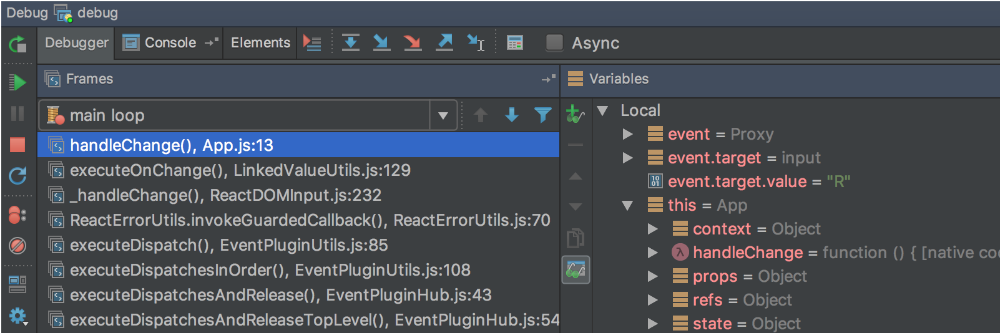 Debug debug
Debugger Console Elements Async
Frames
main loop
handleChange(), App.js:13
executeOnChange(), LinkedValueUtils.js:129
_handleChange(), ReactDOMInput.js:232
ReactErrorUtils.invokeGuardedCallback(), ReactErrorUtils.js:70
executeDispatch(), EventPluginUtils.js:85
executeDispatchesInOrder(), EventPluginUtils.js:108
executeDispatchesAndRelease(), EventPluginHub.js:43
executeDispatchesAndReleaseTopLevel(), EventPluginHub.js:54
Variables
Local
event = Proxy
event.target = input
10
01
event.target.value = "R"
this = App
context = Object
λ handleChange = function () { [native coo
props = Object
refs = Object
state = Object